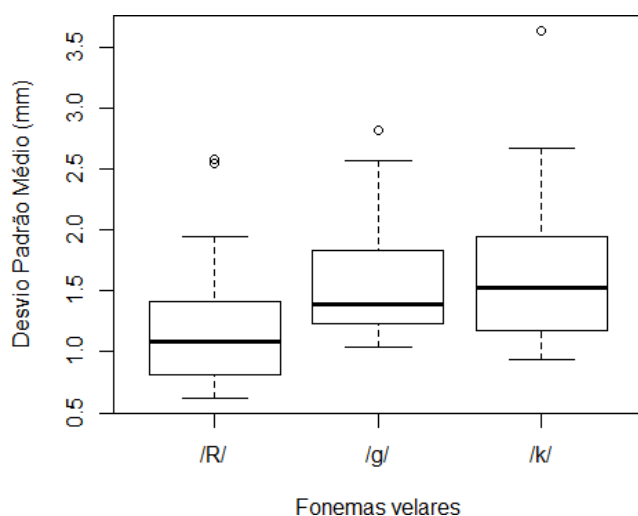 Desvio Padrão Médio (mm)
3.5
3.0
2.5
2.0
1.5
1.0
0.5
/R/ /g/ /k/
Fonemas velares